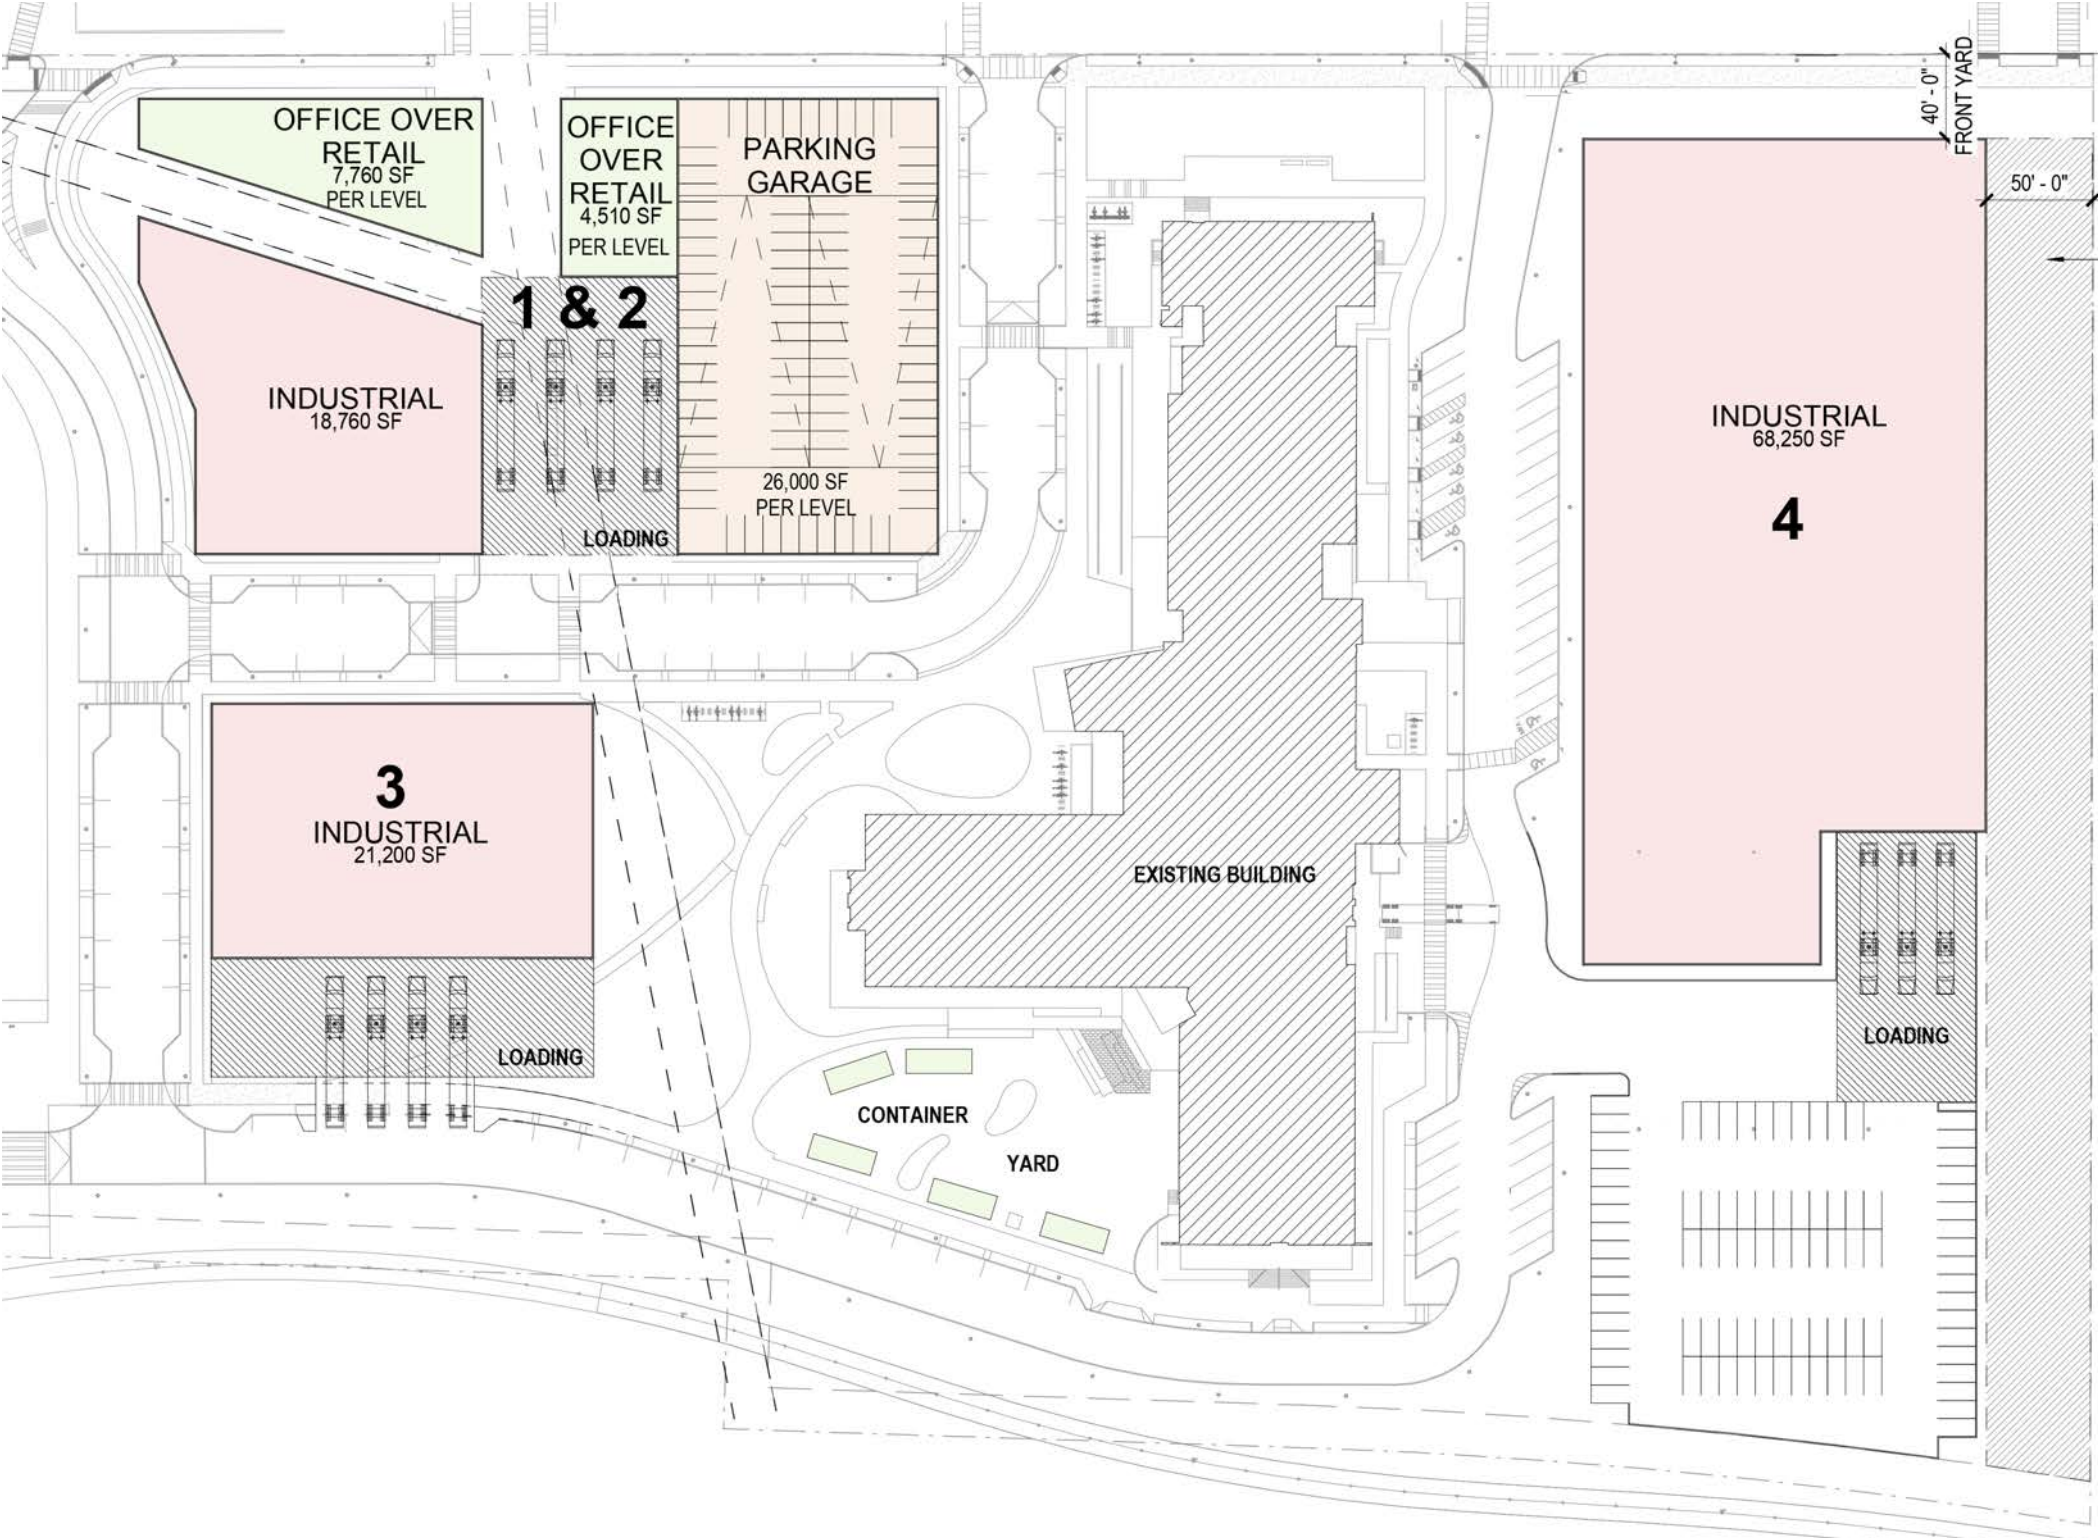 OFFICE OVER
RETAIL
7,760 SF
PER LEVEL
OFFICE
OVER
RETAIL
4,510 SF
PER LEVEL
PARKING
GARAGE
26,000 SF
PER LEVEL
1 & 2
LOADING
INDUSTRIAL
18,760 SF
40' - 0"
FRONT YARD
50' - 0"
INDUSTRIAL
68,250 SF
4
LOADING
3
INDUSTRIAL
21,200 SF
LOADING
EXISTING BUILDING
CONTAINER
YARD